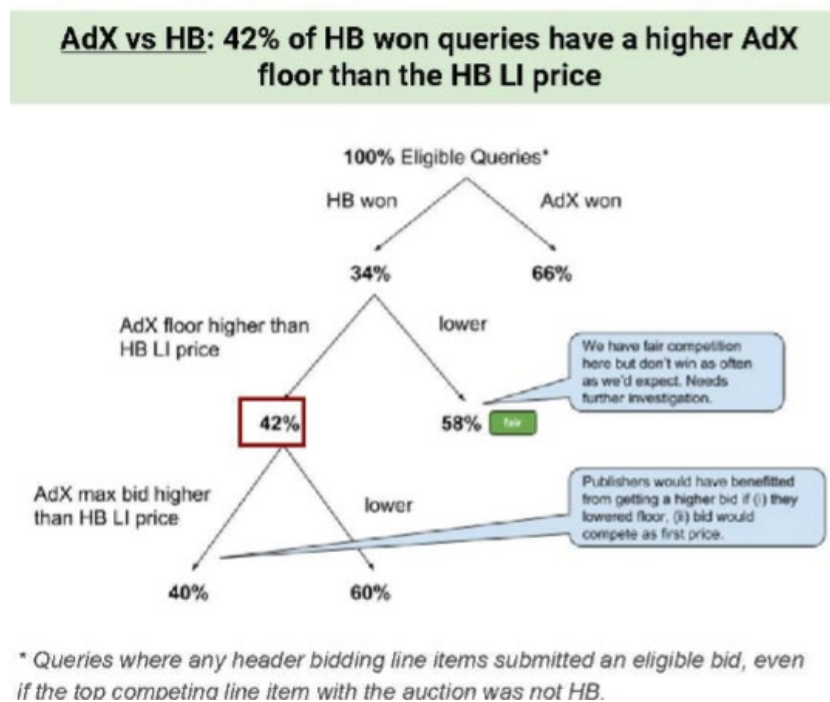 AdX vs HB: 42% of HB won queries have a higher AdX
floor than the HB LI price
100% Eligible Queries*
HB won
AdX won
34%
66%
AdX floor higher than
HB LI price
lower
We have fair competition
here but don't win as often
as we'd expect. Needs
further investigation.
42%
58%
fair
AdX max bid higher
than HB LI price
lower
Publishers would have benefitted
from getting a higher bid if (i) they
lowered floor, (ii) bid would
compete as first price.
40%
60%
* Queries where any header bidding line items submitted an eligible bid, even
if the top competing line item with the auction was not HB.